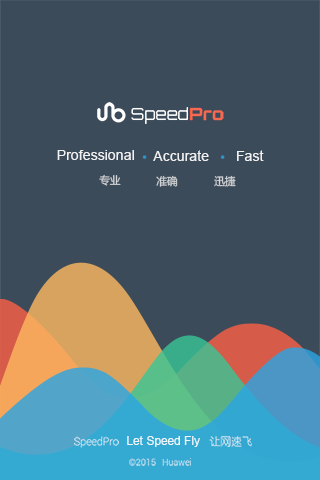 SpeedPro
Professional • Accurate • Fast
专业 准确 迅捷
SpeedPro Let Speed Fly 让网速飞
©2015 Huawei